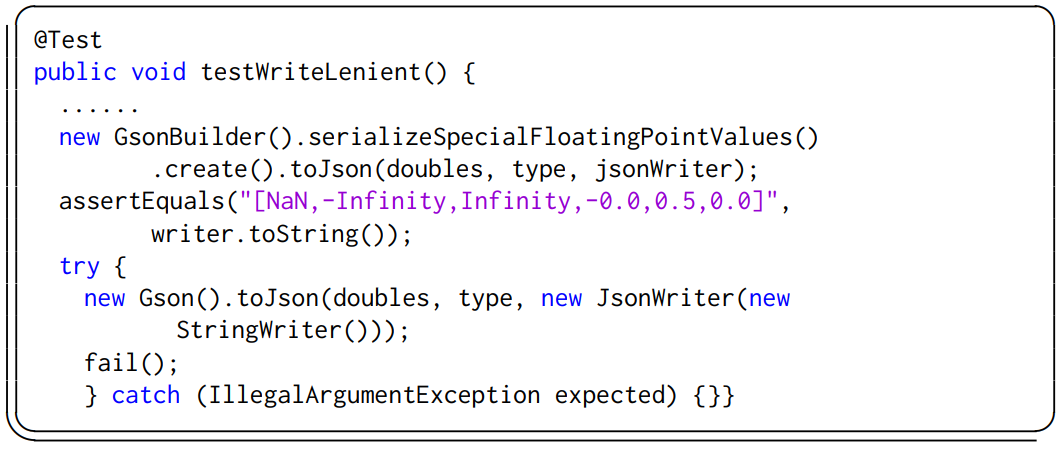 @Test
public void testWriteLenient() {
......
new GsonBuilder().serializeSpecialFloatingPointValues()
.create().toJson(doubles, type, jsonWriter);
assertEquals("[NaN,-Infinity,Infinity,-0.0,0.5,0.0]",
writer.toString());
try {
new Gson().toJson(doubles, type, new JsonWriter(new
StringWriter()));
fail();
} catch (IllegalArgumentException expected) {}}